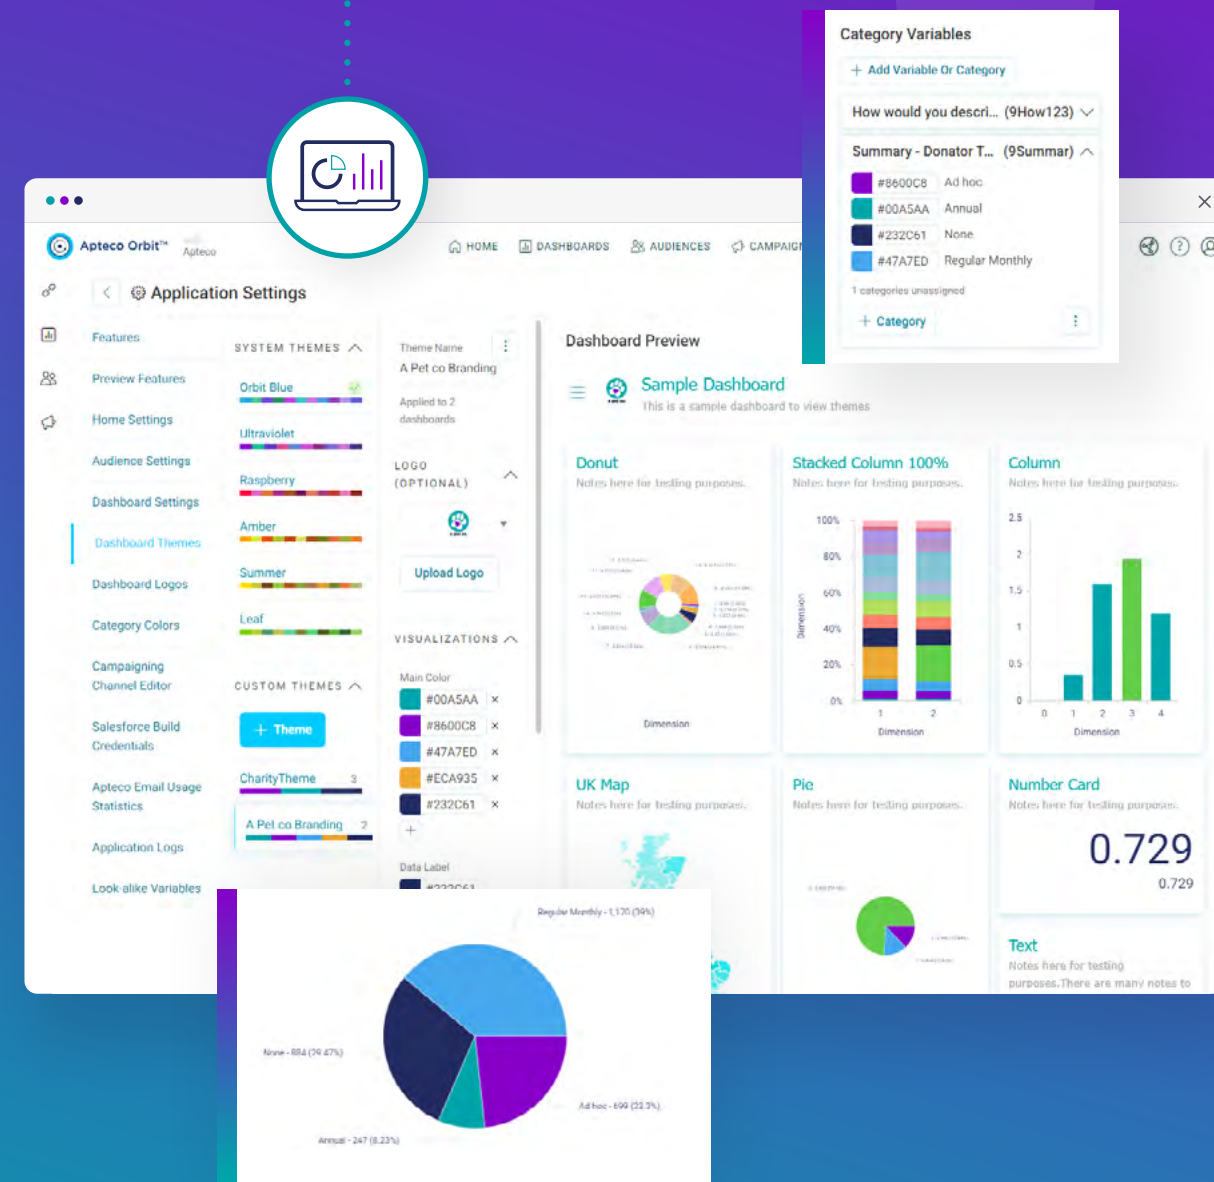 Category Variables
+ Add Variable Or Category
How would you descri... (9How123)
Summary - Donator T... (9Summar)
#8600C8 Ad hoc
#00A5AA Annual
#232C61 None
#47A7ED Regular Monthly
1 categories unassigned
+ Category
Apteco Orbit™
Apteco
HOME
DASHBOARDS
AUDIENCES
Application Settings
Features
Preview Features
Home Settings
Audience Settings
Dashboard Settings
Dashboard Themes
Dashboard Logos
Category Colors
Campaigning
Channel Editor
Salesforce Build
Credentials
Apteco Email Usage
Statistics
Application Logs
Look-alike Variables
SYSTEM THEMES
Orbit Blue
Ultraviolet
Raspberry
Amber
Summer
Leaf
CUSTOM THEMES
+ Theme
CharityTheme 3
A Pet co Branding 2
Theme Name
A Pet co Branding
Applied to 2
dashboards
LOGO
(OPTIONAL)
Upload Logo
VISUALIZATIONS
Main Color
#00A5AA ×
#8600C8 ×
#47A7ED ×
#ECA935 ×
#232C61 ×
+
Data Label
#232C61
Dashboard Preview
Sample Dashboard
This is a sample dashboard to view themes
Donut
Notes here for testing purposes.
Dimension
Stacked Column 100%
Notes here for testing purposes.
100%
80%
60%
40%
20%
0%
Dimension
1 2
Dimension
Column
Notes here for testing purposes.
2.5
2
1.5
1
0.5
0
0 1 2 3 4
Dimension
UK Map
Notes here for testing purposes.
Pie
Notes here for testing purposes.
Number Card
Notes here for testing purposes.
0.729
0.729
Text
Notes here for testing
purposes.There are many notes to
Regular Monthly - 1,170 (39%)
None - 884 (29.47%)
Ad hoc - 699 (23.3%)
Annual - 247 (8.23%)